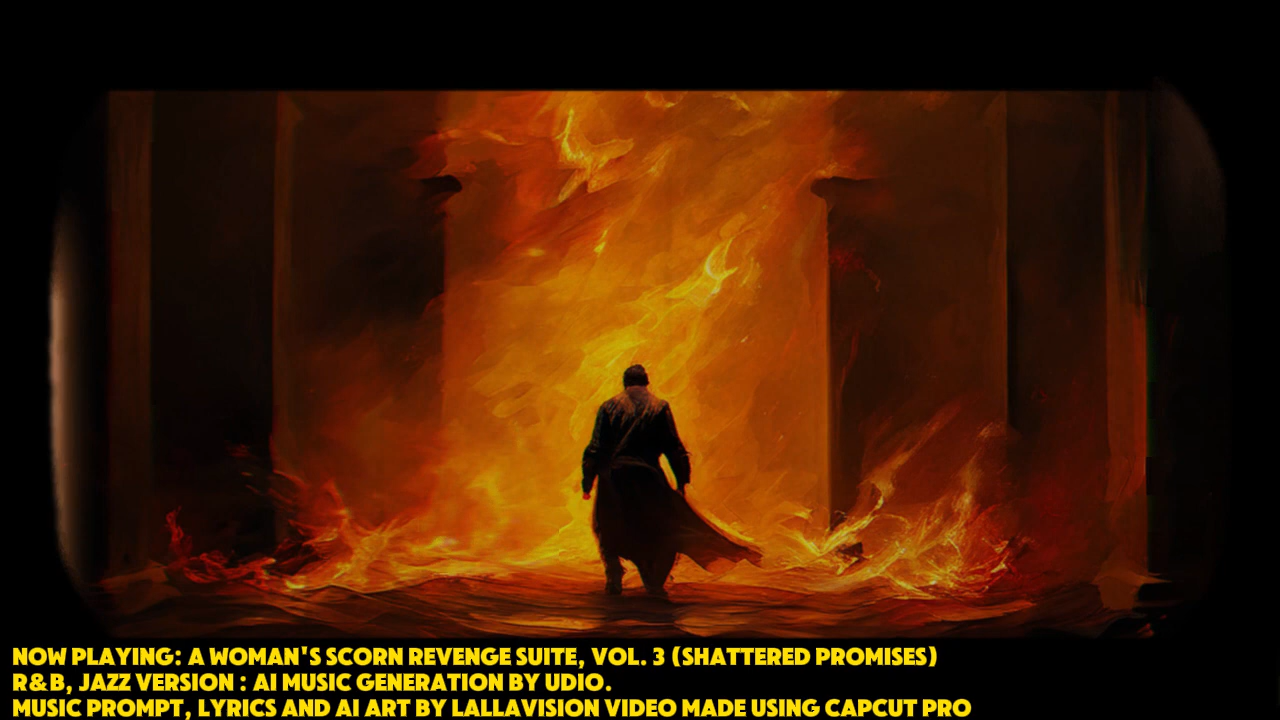 NOW PLAYING: A WOMAN'S SCORN REVENGE SUITE, VOL. 3 (SHATTERED PROMISES)
R&B, JAZZ VERSION : AI MUSIC GENERATION BY UDIO.
MUSIC PROMPT, LYRICS AND AI ART BY LALLAVISION VIDEO MADE USING CAPCUT PRO